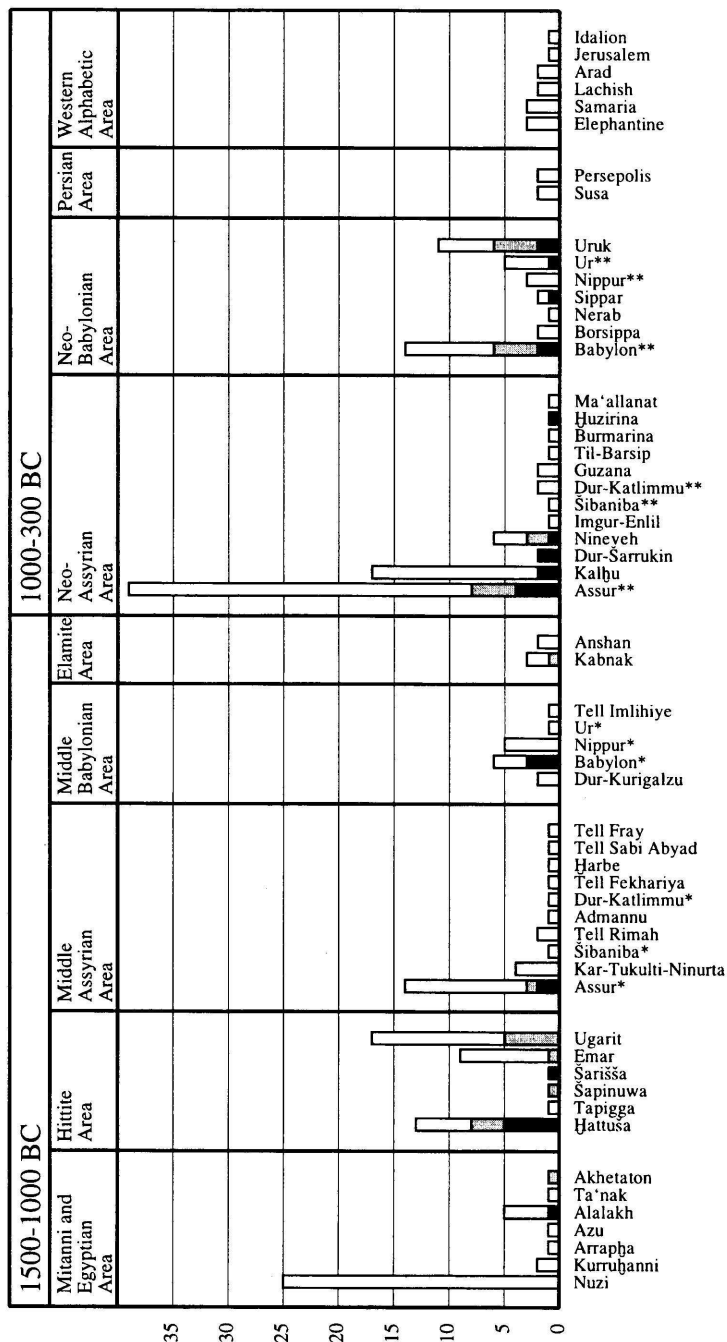 1500-1000 BC
1000-300 BC
Mitanni and
Egyptian
Area
Hittite
Area
Middle
Assyrian
Area
Middle
Babylonian
Area
Elamite
Area
Neo-
Assyrian
Area
Neo-
Babylonian
Area
Persian
Area
Western
Alphabetic
Area
35
30
25
20
15
10
5
0
Nuzi
Kurruḫanni
Arrapḫa
Azu
Alalakh
Ta‘nak
Akhetaton
Ḫattuša
Tapigga
Šapinuwa
Šarišša
Emar
Ugarit
Assur*
Kar-Tukulti-Ninurta
Šibaniba*
Tell Rimah
Admannu
Dur-Katlimmu*
Tell Fekhariya
Ḫarbe
Tell Sabi Abyad
Tell Fray
Dur-Kurigalzu
Babylon*
Nippur*
Ur*
Tell Imlihiye
Kabnak
Anshan
Assur**
Kalḫu
Dur-Šarrukin
Nineveh
Imgur-Enlil
Šibaniba**
Dur-Katlimmu**
Guzana
Til-Barsip
Burmarina
Ḫuzirina
Ma‘allanat
Babylon**
Borsippa
Nerab
Sippar
Nippur**
Ur**
Uruk
Susa
Persepolis
Elephantine
Samaria
Lachish
Arad
Jerusalem
Idalion